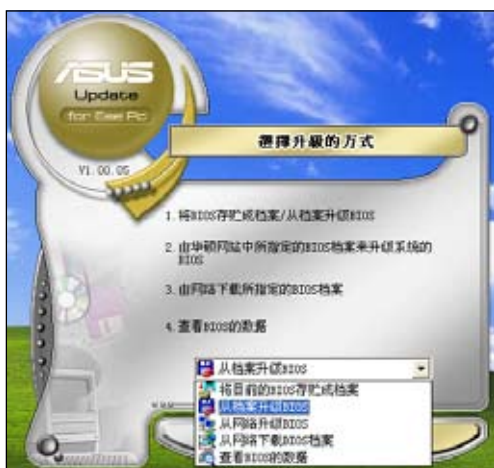 ASUS
Update
for Eee PC
V1.00.05
選擇升級的方式
1. 将BIOS存贮成档案/从档案升级BIOS
2. 由华硕网站中所指定的BIOS档案来升级系统的
BIOS
3. 由网络下载所指定的BIOS档案
4. 查看BIOS的数据
从档案升级BIOS
将目前的BIOS存贮成档案
从档案升级BIOS
从网络升级BIOS
从网络下载BIOS档案
查看BIOS的数据